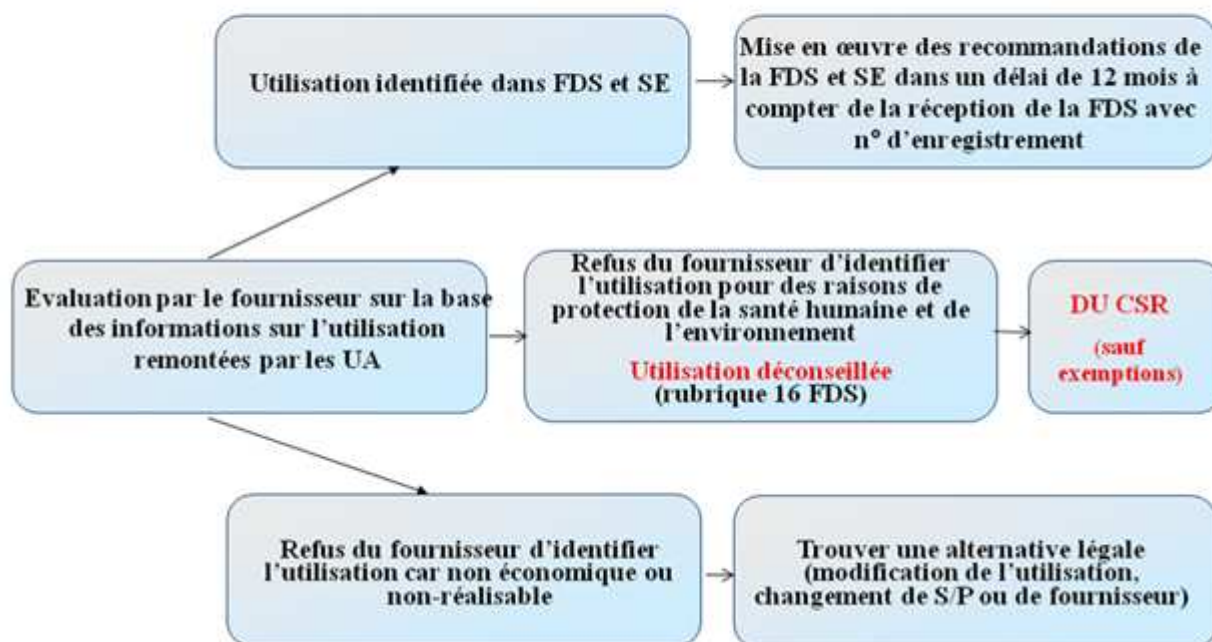 Utilisation identifiée dans FDS et SE
Mise en œuvre des recommandations de
la FDS et SE dans un délai de 12 mois à
compter de la réception de la FDS avec
n° d’enregistrement
Evaluation par le fournisseur sur la base
des informations sur l’utilisation
remontées par les UA
Refus du fournisseur d’identifier
l’utilisation pour des raisons de
protection de la santé humaine et de
l’environnement
Utilisation déconseillée
(rubrique 16 FDS)
DU CSR
(sauf
exemptions)
Refus du fournisseur d’identifier
l’utilisation car non économique ou
non-réalisable
Trouver une alternative légale
(modification de l’utilisation,
changement de S/P ou de fournisseur)